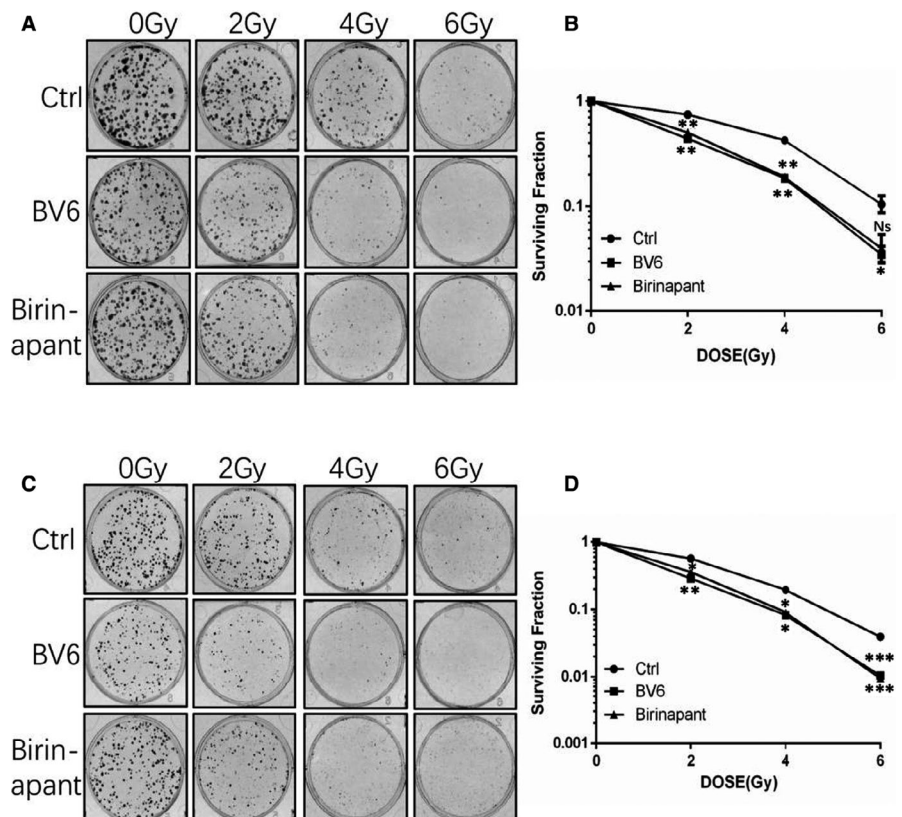 A
0Gy 2Gy 4Gy 6Gy
Ctrl
BV6
Birin-
apant
B
Surviving Fraction
1
0.1
0.01
**
**
**
**
Ns
*
Ctrl
BV6
Birinapant
0 2 4 6
DOSE(Gy)
C
0Gy 2Gy 4Gy 6Gy
Ctrl
BV6
Birin-
apant
D
Surviving Fraction
1
0.1
0.01
0.001
*
**
*
*
***
***
Ctrl
BV6
Birinapant
0 2 4 6
DOSE(Gy)